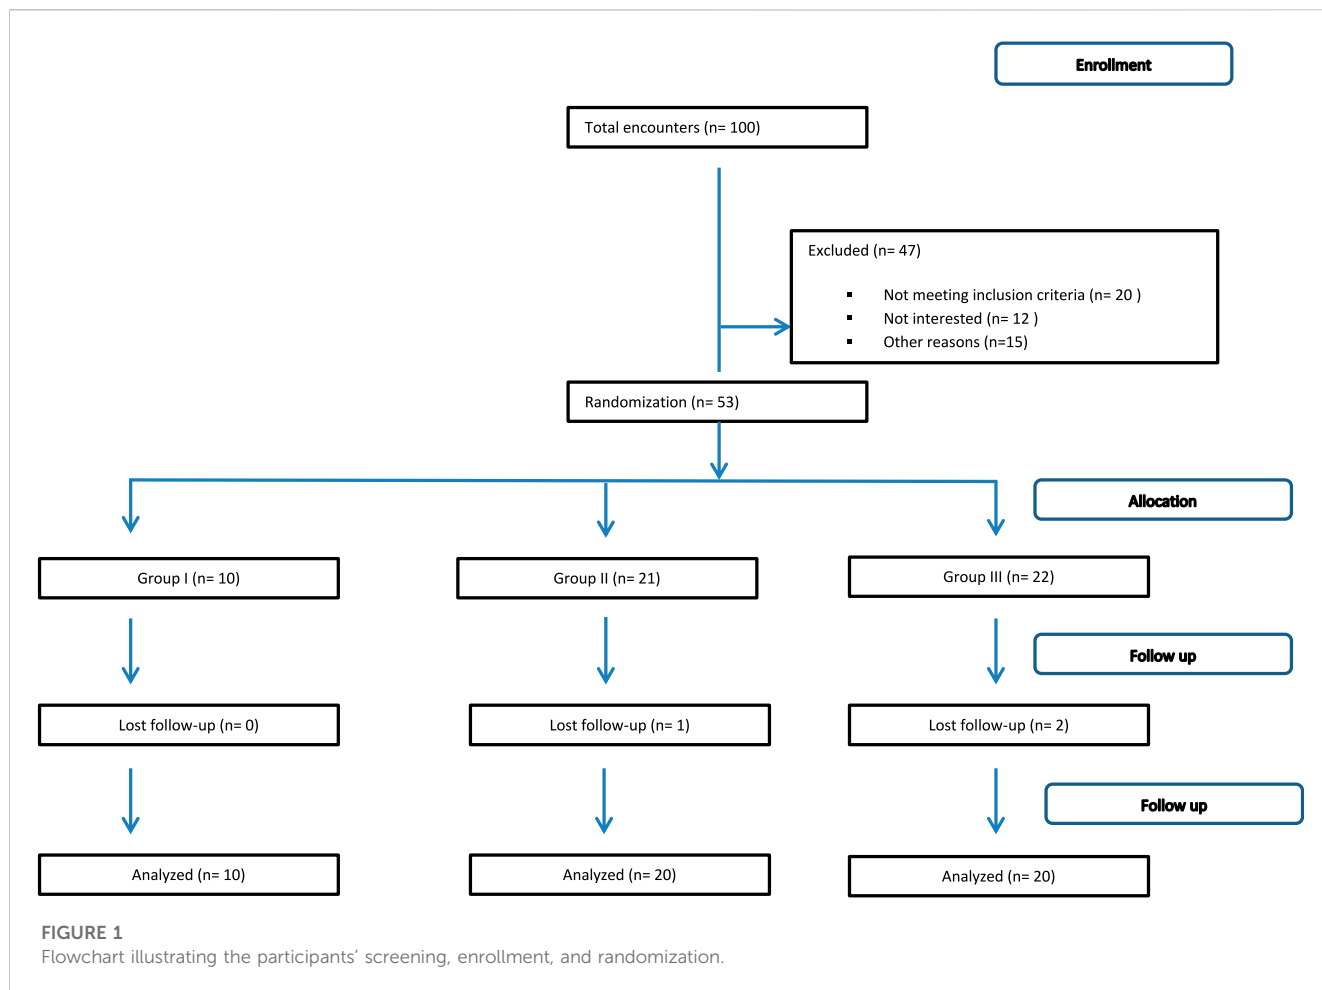 Enrollment
Total encounters (n= 100)
Excluded (n= 47)
▪ Not meeting inclusion criteria (n= 20 )
▪ Not interested (n= 12 )
▪ Other reasons (n=15)
Randomization (n= 53)
Allocation
Group I (n= 10)
Group II (n= 21)
Group III (n= 22)
Follow up
Lost follow-up (n= 0)
Lost follow-up (n= 1)
Lost follow-up (n= 2)
Follow up
Analyzed (n= 10)
Analyzed (n= 20)
Analyzed (n= 20)
FIGURE 1
Flowchart illustrating the participants’ screening, enrollment, and randomization.